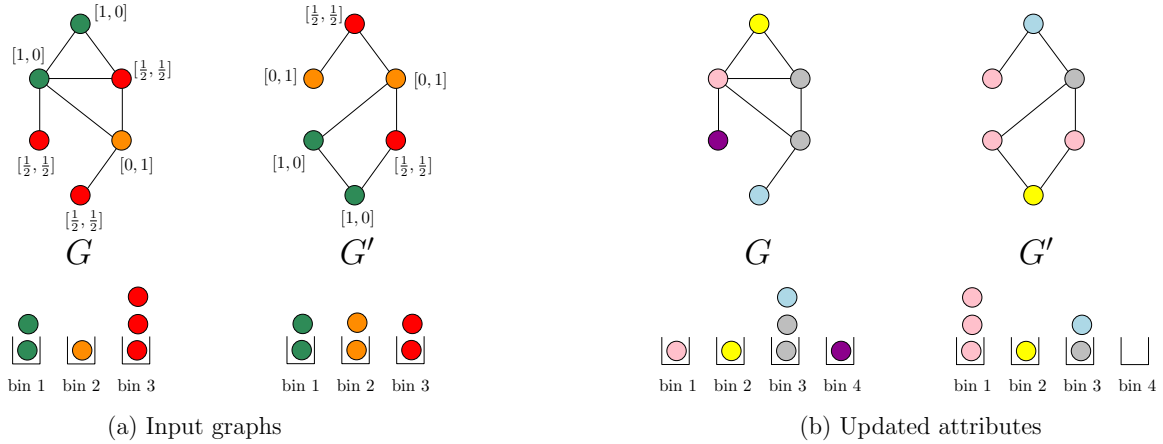 [1, 0]
[1, 0]
[½, ½]
[½, ½]
[0, 1]
[½, ½]
G
[½, ½]
[0, 1]
[0, 1]
[1, 0]
[½, ½]
[1, 0]
G′
G
G′
bin 1 bin 2 bin 3
bin 1 bin 2 bin 3
bin 1 bin 2 bin 3 bin 4
bin 1 bin 2 bin 3 bin 4
(a) Input graphs
(b) Updated attributes